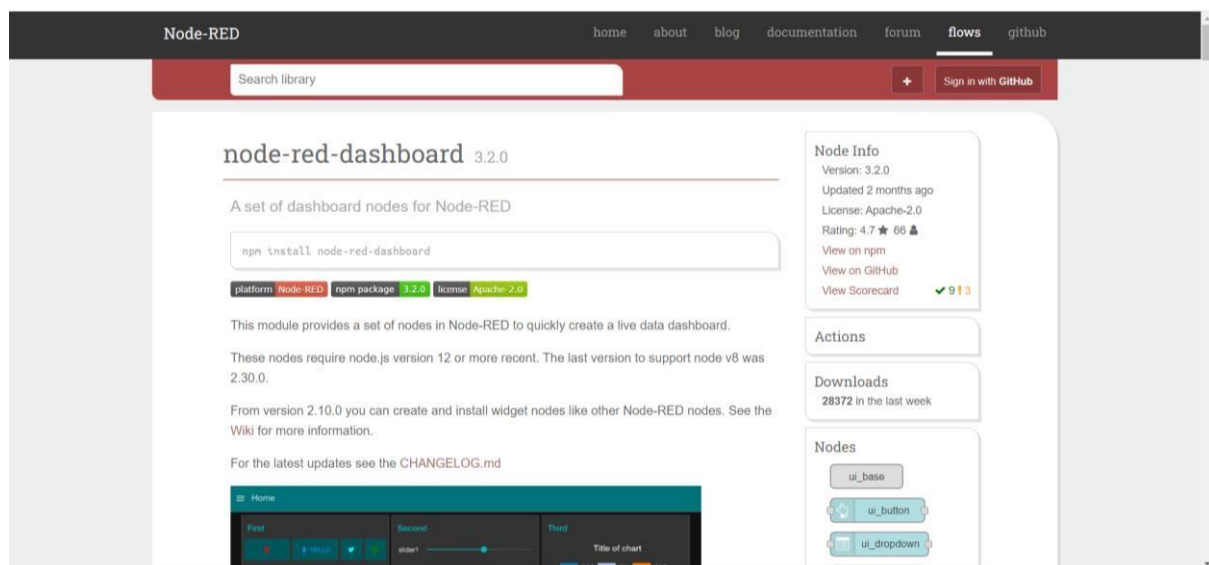 Node-RED
home about blog documentation forum flows github
Search library
+ Sign in with GitHub
node-red-dashboard 3.2.0
A set of dashboard nodes for Node-RED
npm install node-red-dashboard
platform Node-RED npm package 3.2.0 license Apache-2.0
This module provides a set of nodes in Node-RED to quickly create a live data dashboard.
These nodes require node.js version 12 or more recent. The last version to support node v8 was
2.30.0.
From version 2.10.0 you can create and install widget nodes like other Node-RED nodes. See the
Wiki for more information.
For the latest updates see the CHANGELOG.md
Home
First Second Third
HELLO slider1 Title of chart
Node Info
Version: 3.2.0
Updated 2 months ago
License: Apache-2.0
Rating: 4.7 ★ 66
View on npm
View on GitHub
View Scorecard ✔ 9 ! 3
Actions
Downloads
28372 in the last week
Nodes
ui_base
ui_button
ui_dropdown